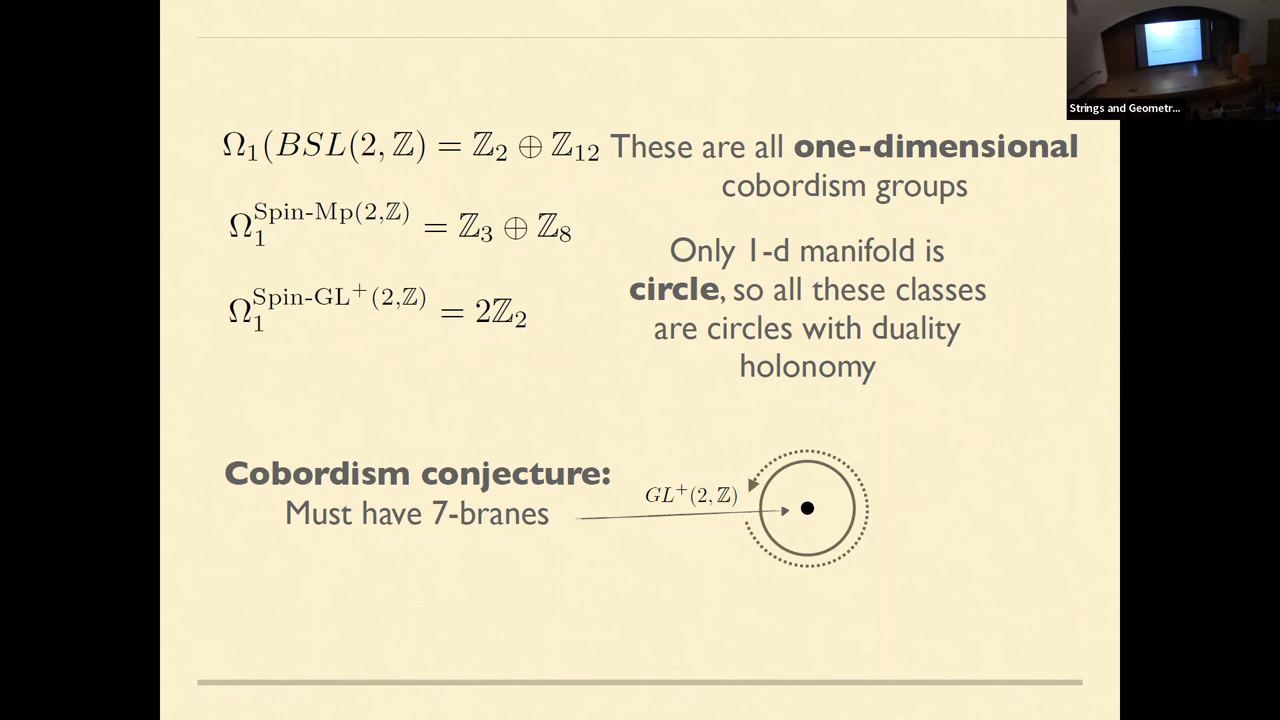 Strings and Geometr...
Ω₁(BSL(2,ℤ) = ℤ₂ ⊕ ℤ₁₂ These are all one-dimensional
cobordism groups
Ω₁^{Spin-Mp(2,ℤ)} = ℤ₃ ⊕ ℤ₈
Only 1-d manifold is
circle, so all these classes
are circles with duality
holonomy
Ω₁^{Spin-GL⁺(2,ℤ)} = 2ℤ₂
Cobordism conjecture:
Must have 7-branes
GL⁺(2,ℤ)